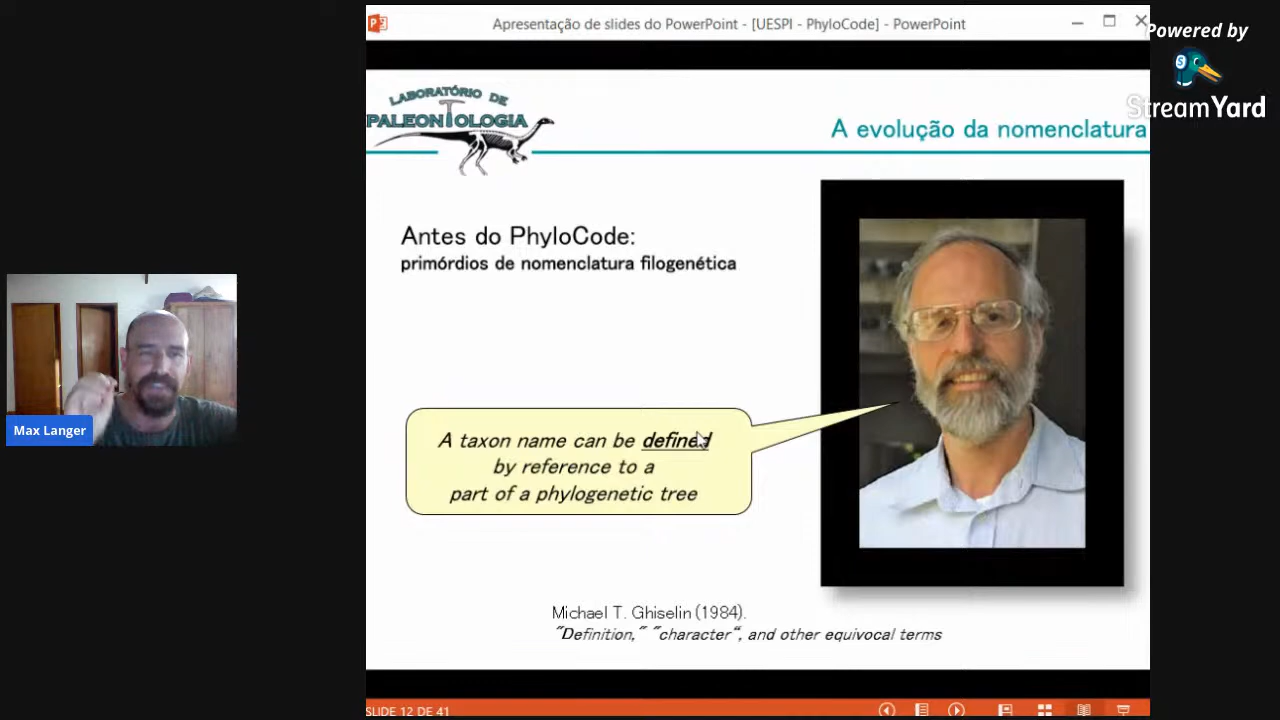 Apresentação de slides do PowerPoint - [UESPI - PhyloCode] - PowerPoint
Powered by
StreamYard
LABORATÓRIO DE
PALEONTOLOGIA
A evolução da nomenclatura
Antes do PhyloCode:
primórdios de nomenclatura filogenética
Max Langer
A taxon name can be defined
by reference to a
part of a phylogenetic tree
Michael T. Ghiselin (1984).
"Definition," "character", and other equivocal terms
SLIDE 12 DE 41